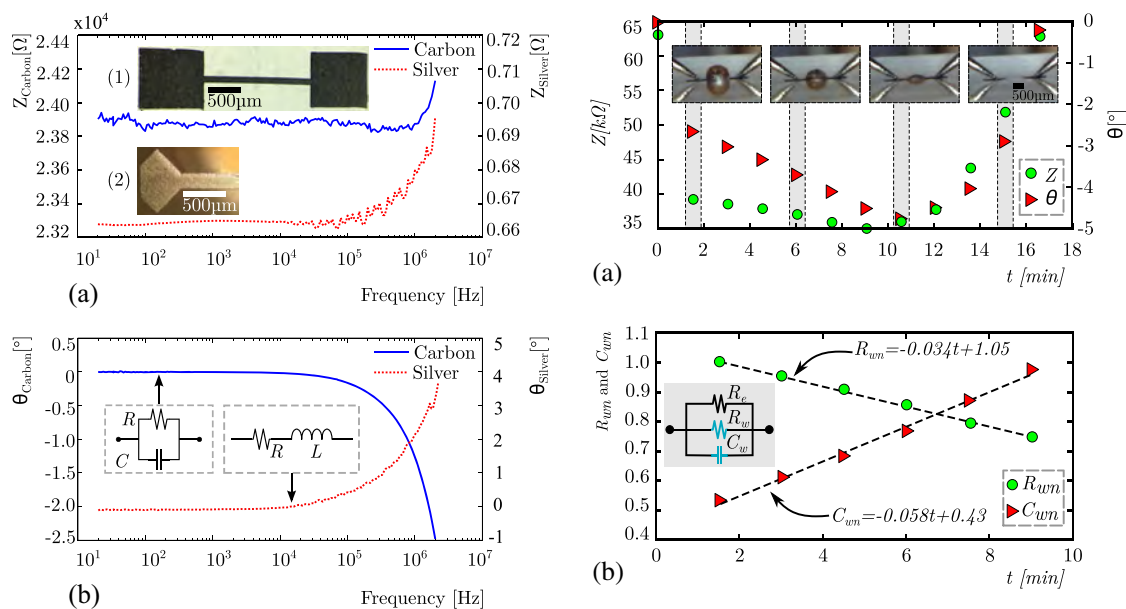 x10⁴
Z_Carbon[Ω]
2.44
2.42
2.40
2.38
2.36
2.34
2.32
Carbon
Silver
(1)
500µm
(2)
500µm
Z_Silver[Ω]
0.72
0.71
0.70
0.69
0.68
0.67
0.66
10¹ 10² 10³ 10⁴ 10⁵ 10⁶ 10⁷
(a)
Frequency [Hz]
θ_Carbon[°]
0.5
0
-0.5
-1.0
-1.5
-2.0
-2.5
Carbon
Silver
R
C
R L
θ_Silver[°]
5
4
3
2
1
0
-1
10¹ 10² 10³ 10⁴ 10⁵ 10⁶ 10⁷
(b)
Frequency [Hz]
Z[kΩ]
65
60
55
50
45
40
35
500µm
Z
θ
θ[°]
0
-1
-2
-3
-4
-5
0 2 4 6 8 10 12 14 16 18
(a)
t [min]
R_wn and C_wn
1.1
1.0
0.9
0.8
0.7
0.6
0.5
0.4
R_wn=-0.034t+1.05
R_e
R_w
C_w
C_wn=-0.058t+0.43
R_wn
C_wn
0 2 4 6 8 10
(b)
t [min]